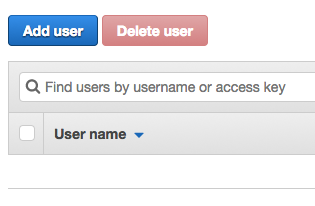 Add user Delete user
Find users by username or access key
User name